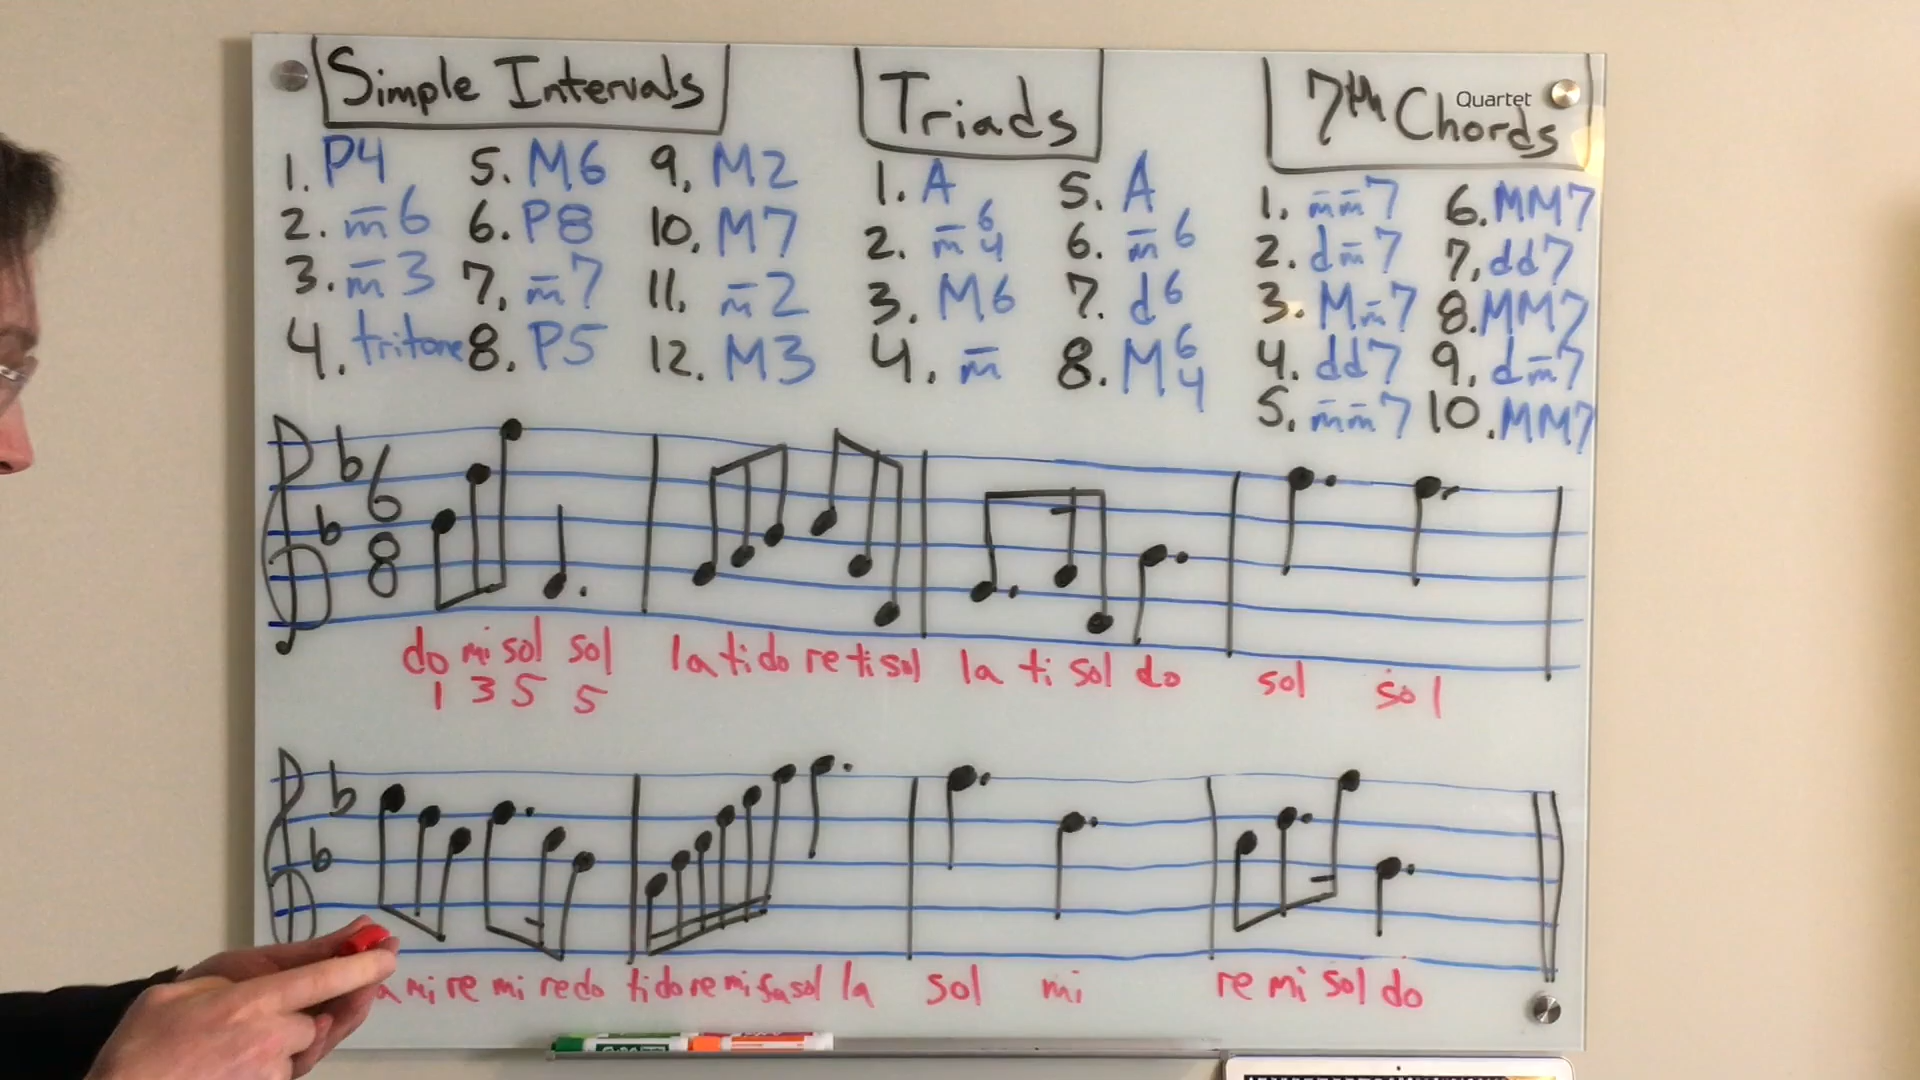 Simple Intervals
1. P4 5. M6 9. M2
2. m̄6 6. P8 10. M7
3. m̄3 7. m̄7 11. m̄2
4. tritone 8. P5 12. M3
Triads
1. A 5. A
2. m̄ 6 4 6. m̄ 6
3. M6 7. d6
4. m̄ 8. M 6 4
7th Chords
Quartet
1. m̄m̄7 6. MM7
2. dm̄7 7. dd7
3. Mm̄7 8. MM7
4. dd7 9. dm̄7
5. m̄m̄7 10. MM7
6
8
do mi sol sol la ti do re ti sol la ti sol do sol sol
1 3 5 5
mi re mi re do ti do re mi fa sol la sol mi re mi sol do